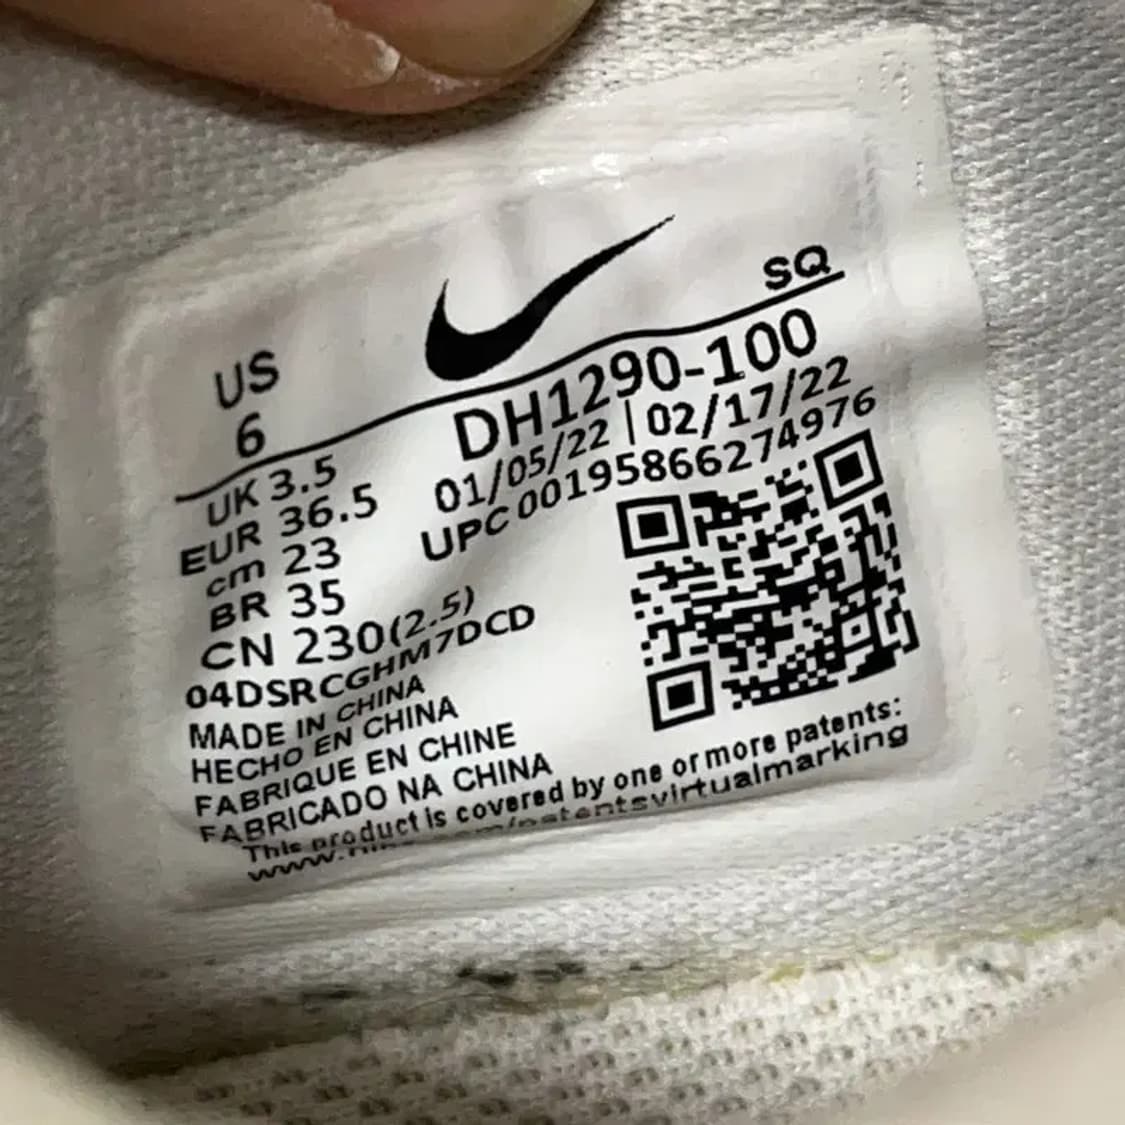 SQ
US
6
DH1290-100
01/05/22 | 02/17/22
UPC 00195866274976
UK 3.5
EUR 36.5
cm 23
BR 35
CN 230(2.5)
04DSRCGHM7DCD
MADE IN CHINA
HECHO EN CHINA
FABRIQUE EN CHINE
FABRICADO NA CHINA
This product is covered by one or more patents: